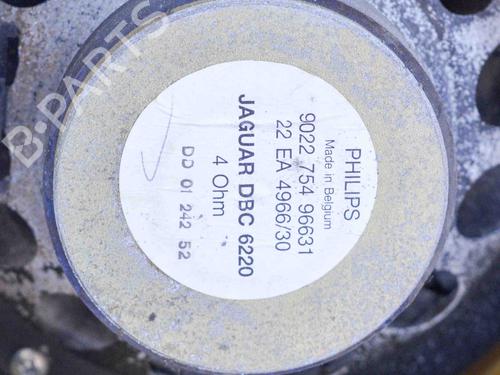 PHILIPS
Made in Belgium
9022 754 96631
22 EA 4966/30
JAGUAR DBC 6220
4 Ohm
DD 01 242 52
B-PARTS